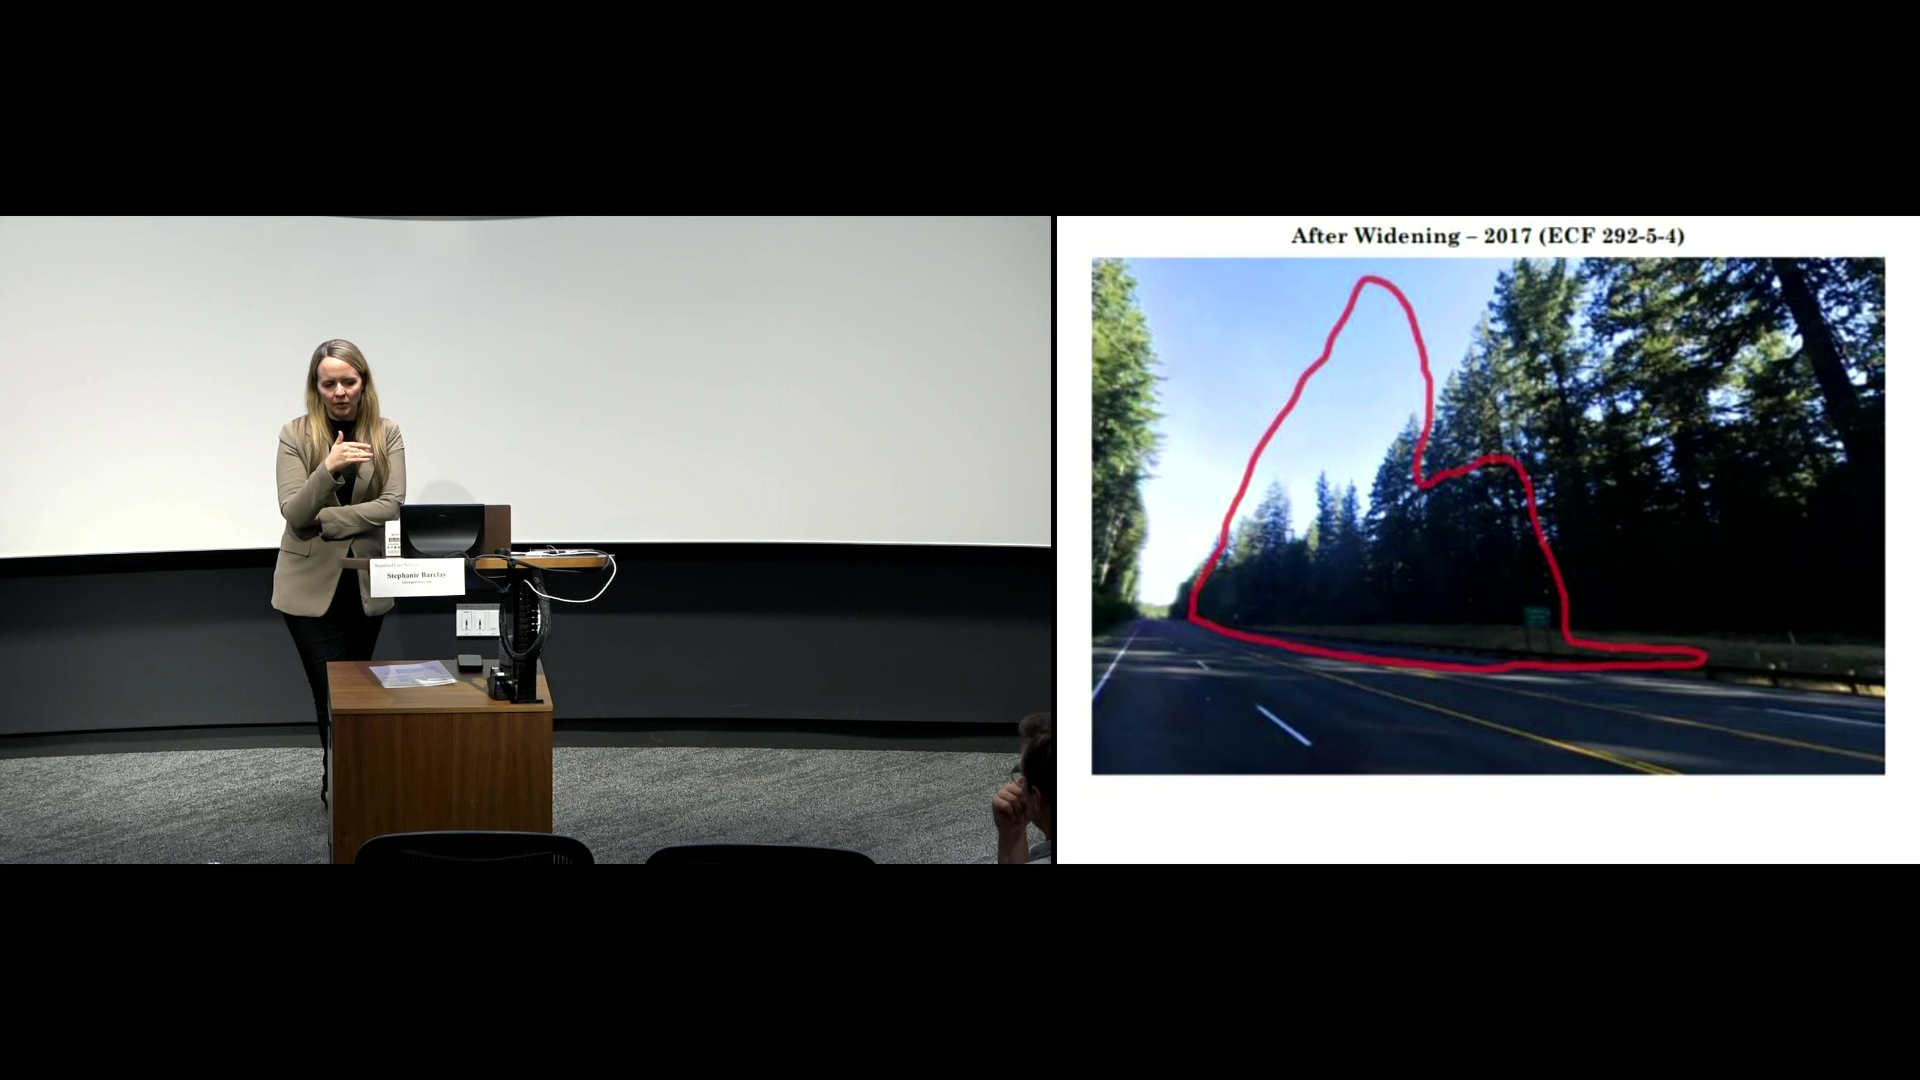 After Widening – 2017 (ECF 292-5-4)
Stephanie Barclay